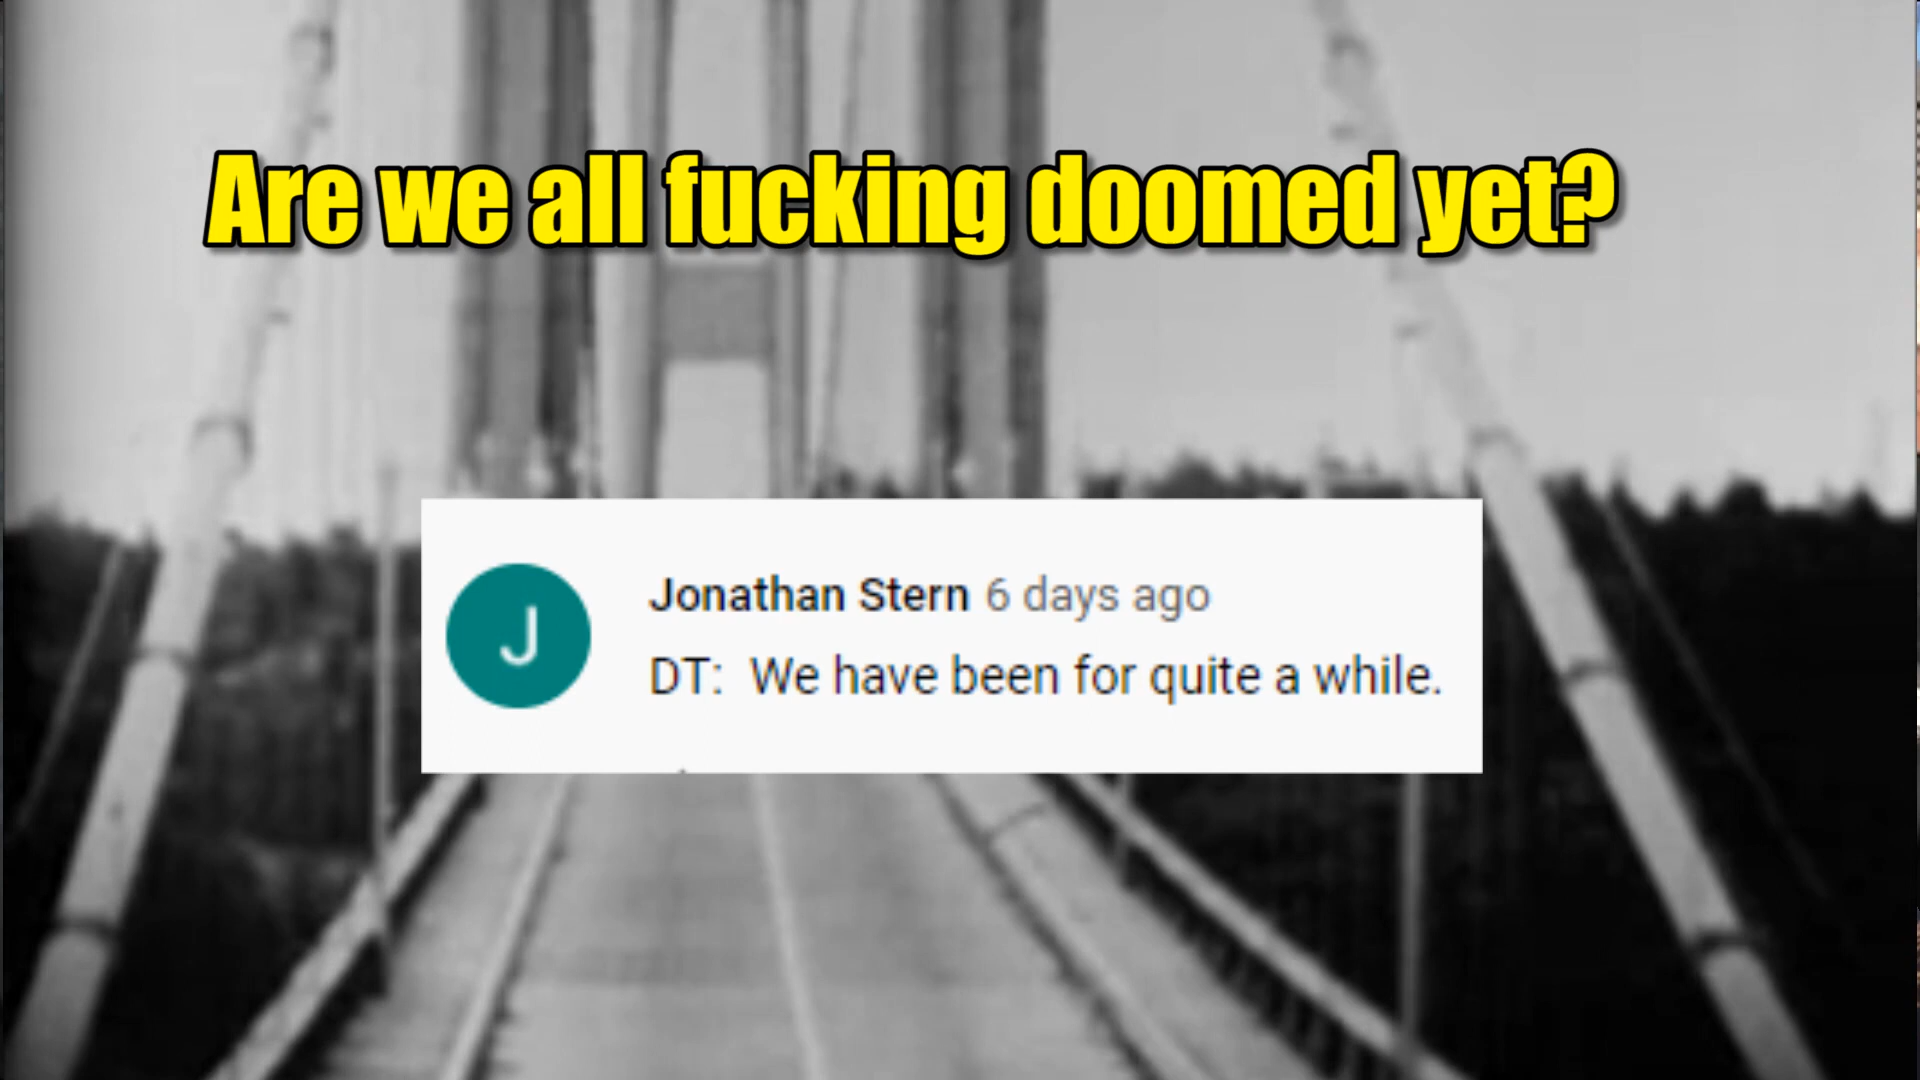 Are we all fucking doomed yet?
J
Jonathan Stern 6 days ago
DT: We have been for quite a while.